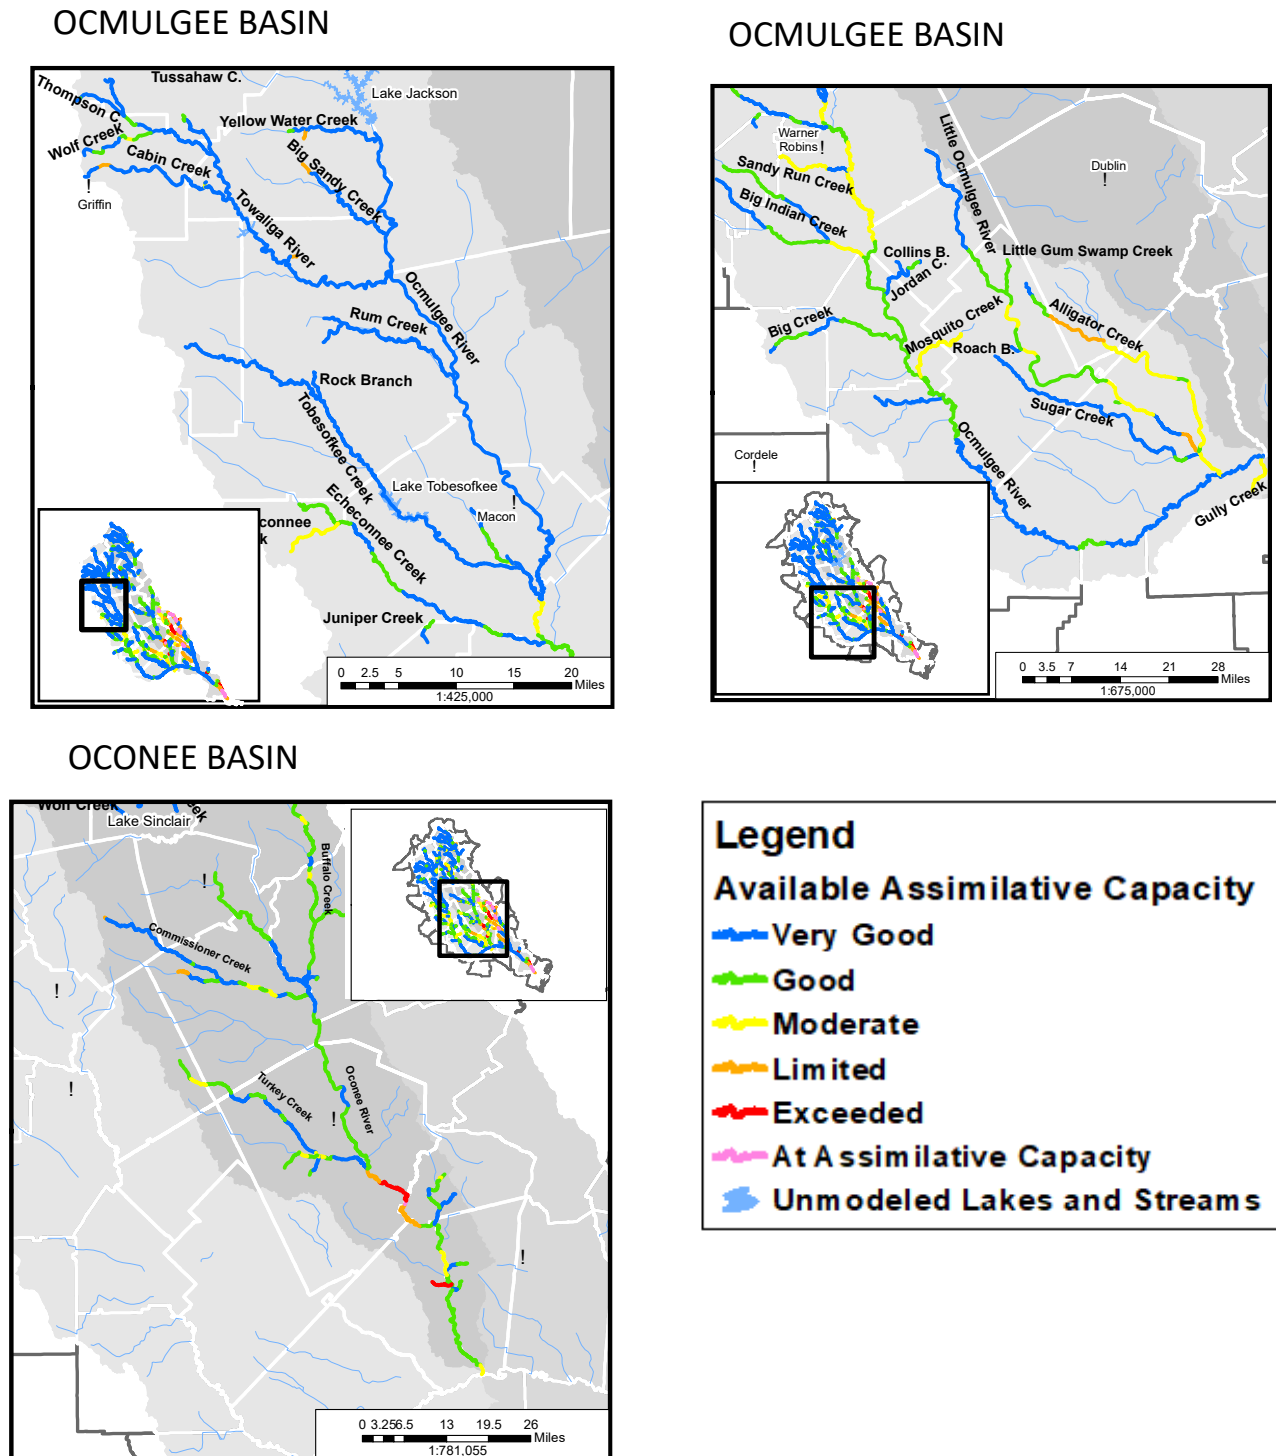 OCMULGEE BASIN
Tussahaw C.
Lake Jackson
Thompson C.
Yellow Water Creek
Wolf Creek
Cabin Creek
Big Sandy Creek
!
Griffin
Towaliga River
Ocmulgee River
Rum Creek
Rock Branch
Tobesofkee Creek
Lake Tobesofkee
!
Macon
Echeconnee Creek
connee
k
Juniper Creek
0 2.5 5 10 15 20
Miles
1:425,000
OCMULGEE BASIN
Little Ocmulgee River
Warner
Robins !
Dublin
!
Sandy Run Creek
Big Indian Creek
Collins B.
Little Gum Swamp Creek
Jordan C.
Alligator Creek
Big Creek
Mosquito Creek
Roach B.
Sugar Creek
Ocmulgee River
Cordele
!
Gully Creek
0 3.5 7 14 21 28
Miles
1:675,000
OCONEE BASIN
Wolf Creek
eek
Lake Sinclair
Buffalo Creek
!
Commissioner Creek
!
!
Turkey Creek
Oconee River
!
!
0 3.25 6.5 13 19.5 26
Miles
1:781,055
Legend
Available Assimilative Capacity
Very Good
Good
Moderate
Limited
Exceeded
At Assimilative Capacity
Unmodeled Lakes and Streams